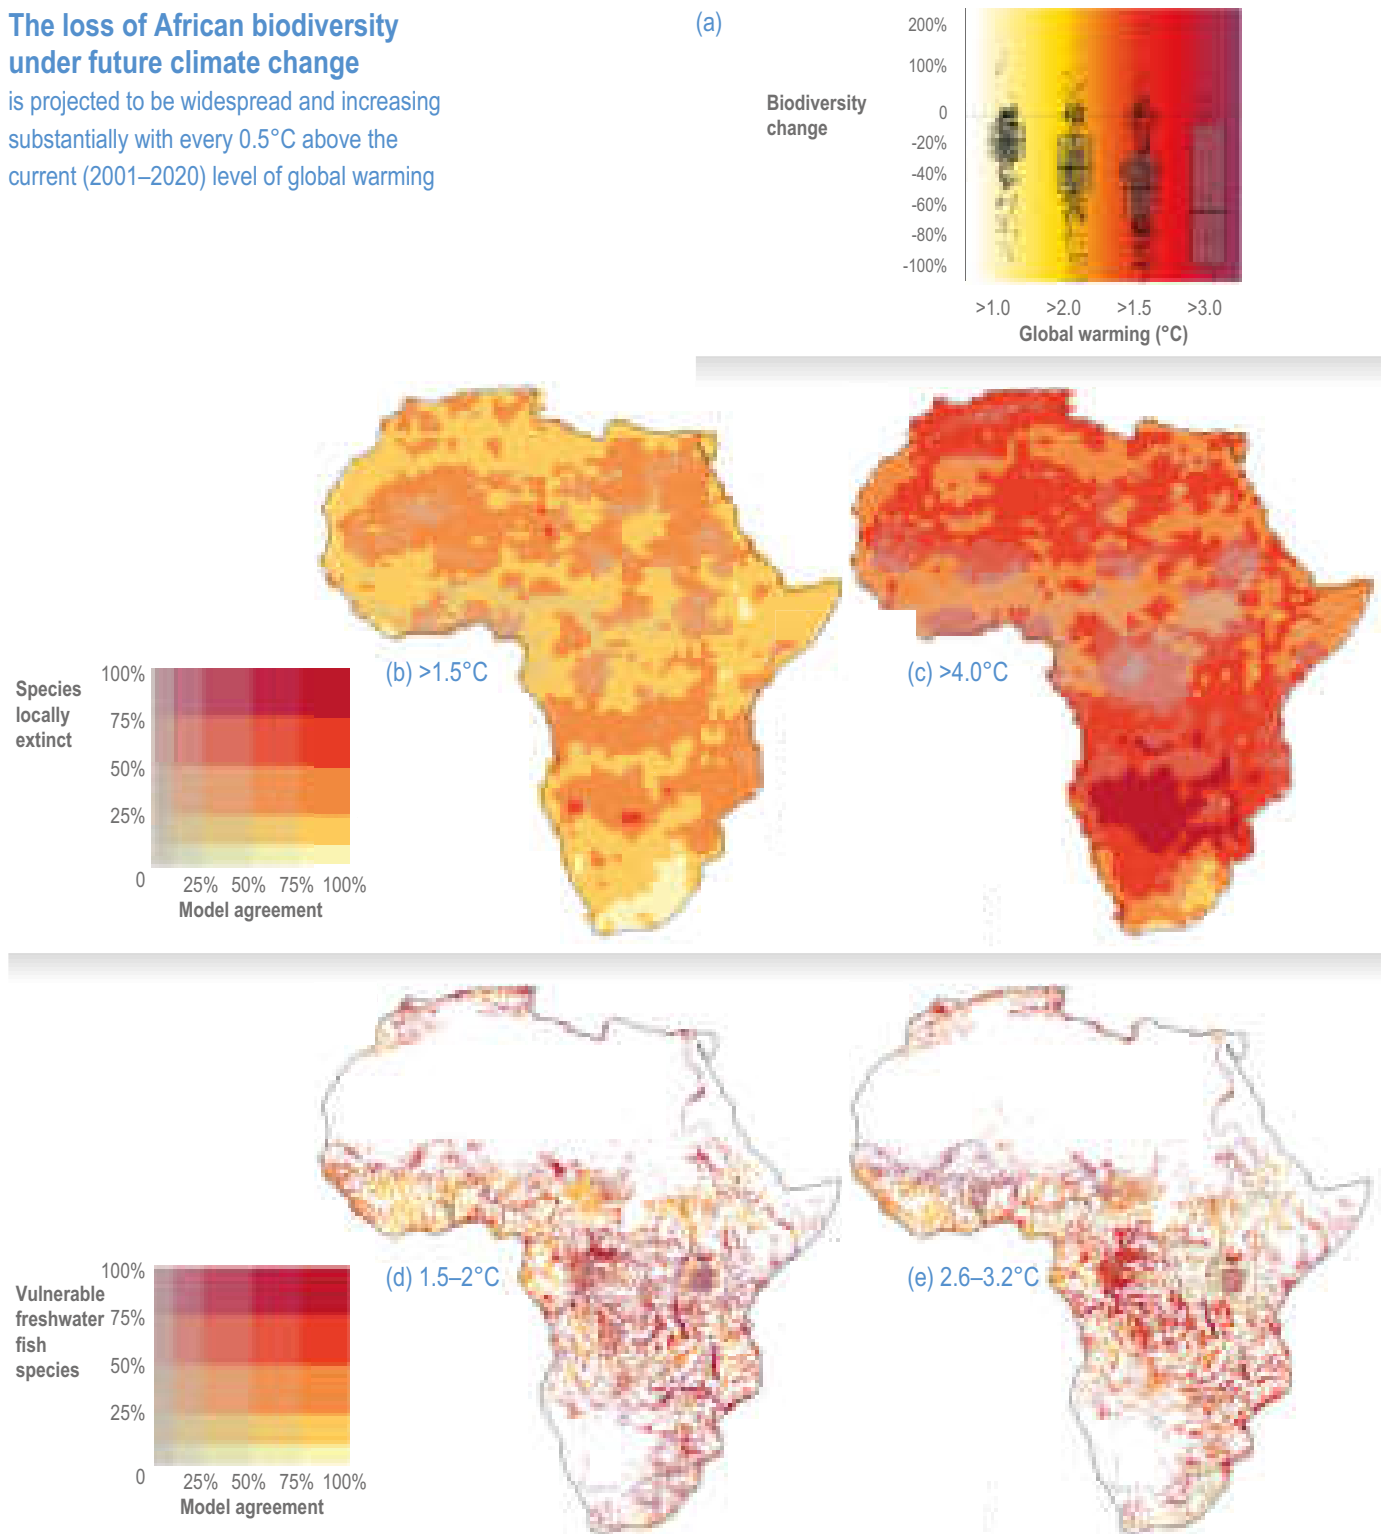 The loss of African biodiversity
under future climate change
is projected to be widespread and increasing
substantially with every 0.5°C above the
current (2001–2020) level of global warming
(a)
Biodiversity
change
200%
100%
0
-20%
-40%
-60%
-80%
-100%
>1.0 >2.0 >1.5 >3.0
Global warming (°C)
(b) >1.5°C
(c) >4.0°C
Species
locally
extinct
100%
75%
50%
25%
0
25% 50% 75% 100%
Model agreement
(d) 1.5–2°C
(e) 2.6–3.2°C
Vulnerable
freshwater
fish
species
100%
75%
50%
25%
0
25% 50% 75% 100%
Model agreement